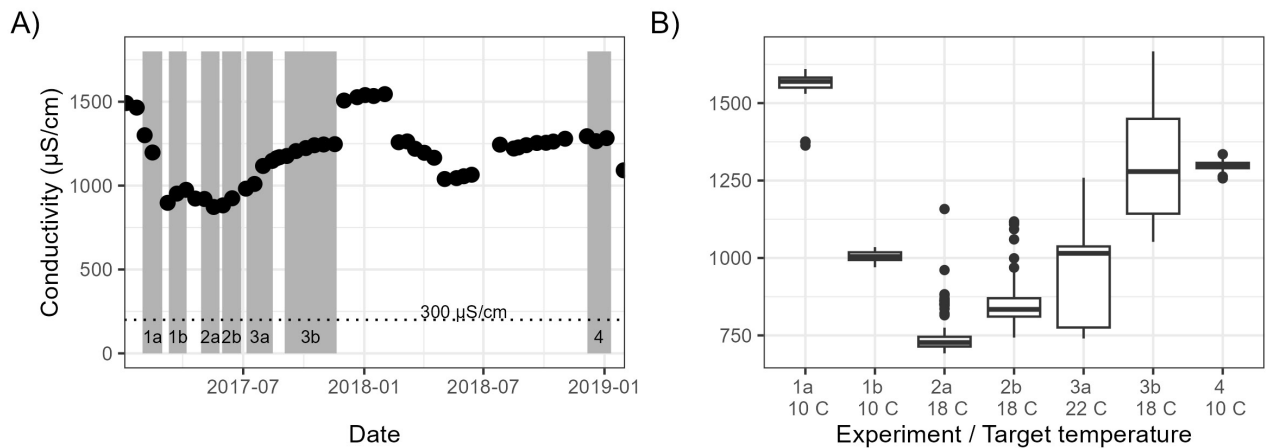 A)
Conductivity (µS/cm)
1500
1000
500
0
300 µS/cm
1a 1b 2a 2b 3a 3b 4
2017-07 2018-01 2018-07 2019-01
Date
B)
1500
1250
1000
750
1a 1b 2a 2b 3a 3b 4
10 C 10 C 18 C 18 C 22 C 18 C 10 C
Experiment / Target temperature